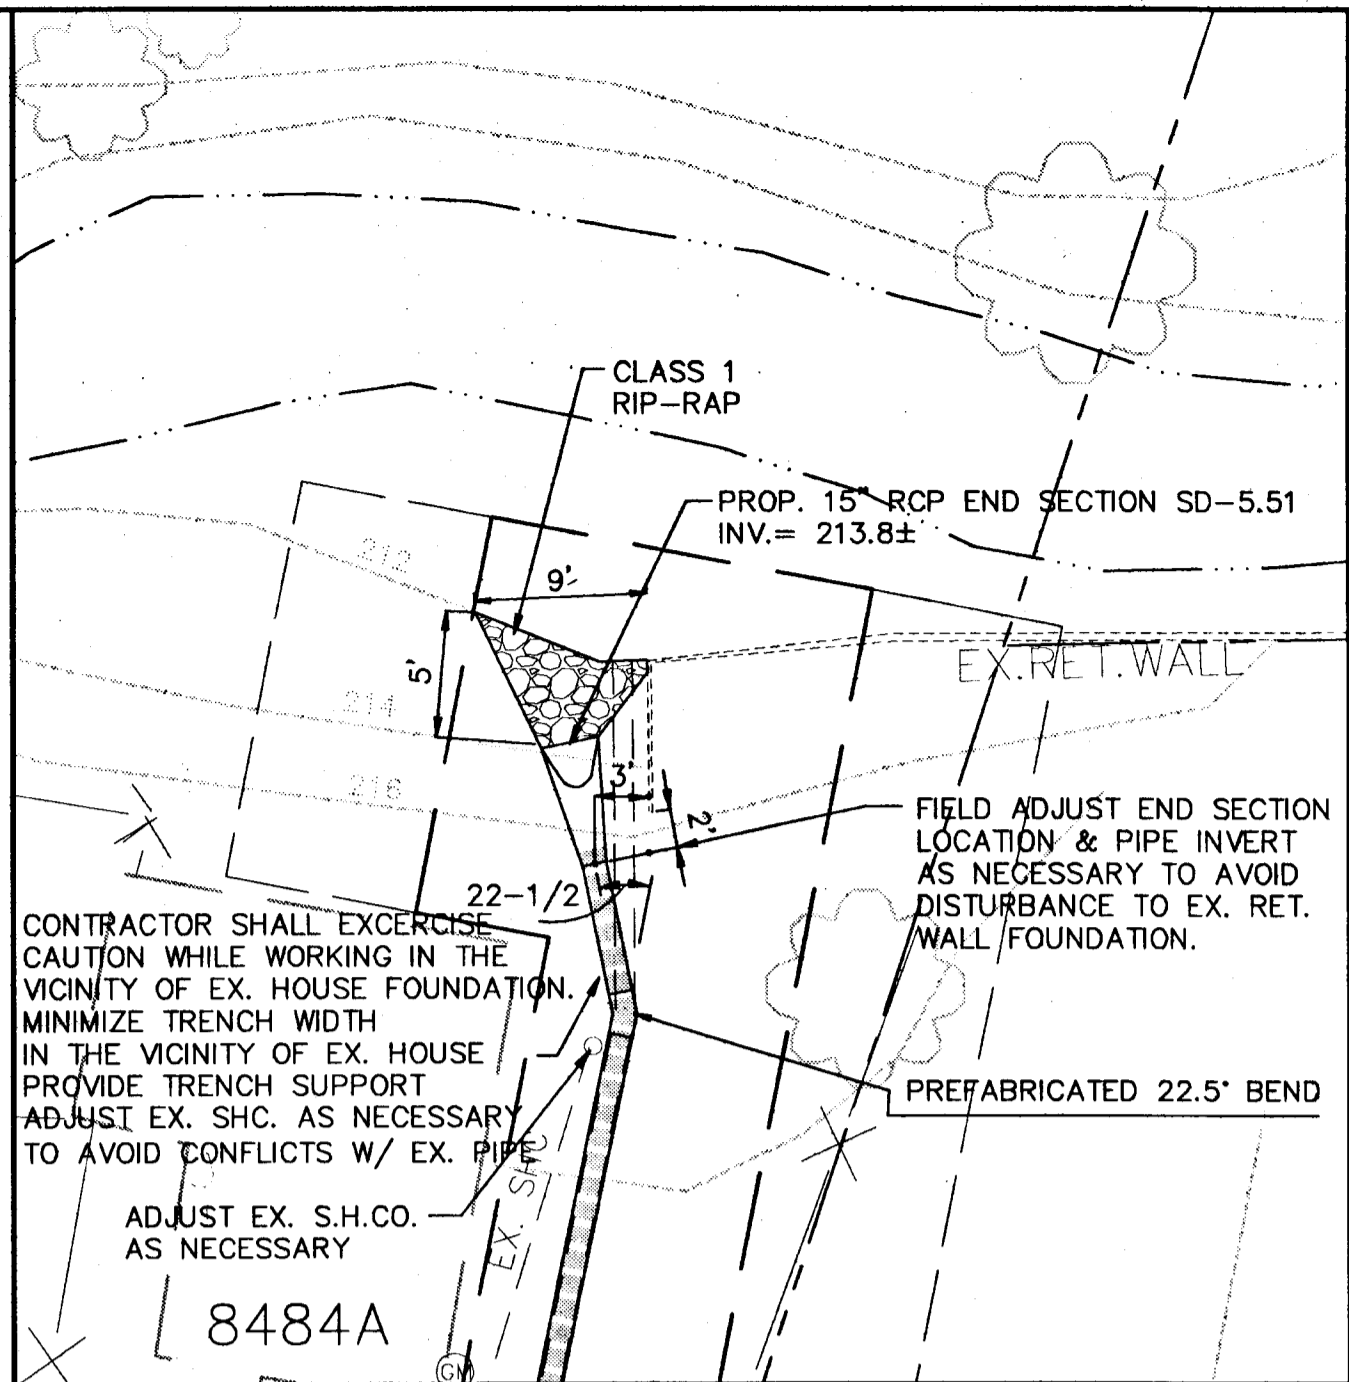 CLASS 1
RIP-RAP
PROP. 15" RCP END SECTION SD-5.51
INV.= 213.8±
212
9'
EX.RET.WALL
5'
214
216
3'
2'
FIELD ADJUST END SECTION
LOCATION & PIPE INVERT
AS NECESSARY TO AVOID
DISTURBANCE TO EX. RET.
WALL FOUNDATION.
22-1/2
CONTRACTOR SHALL EXCERCISE
CAUTION WHILE WORKING IN THE
VICINITY OF EX. HOUSE FOUNDATION.
MINIMIZE TRENCH WIDTH
IN THE VICINITY OF EX. HOUSE
PROVIDE TRENCH SUPPORT
ADJUST EX. SHC. AS NECESSARY
TO AVOID CONFLICTS W/ EX. PIPE
PREFABRICATED 22.5° BEND
EX. SHC
ADJUST EX. S.H.CO.
AS NECESSARY
8484A
GM